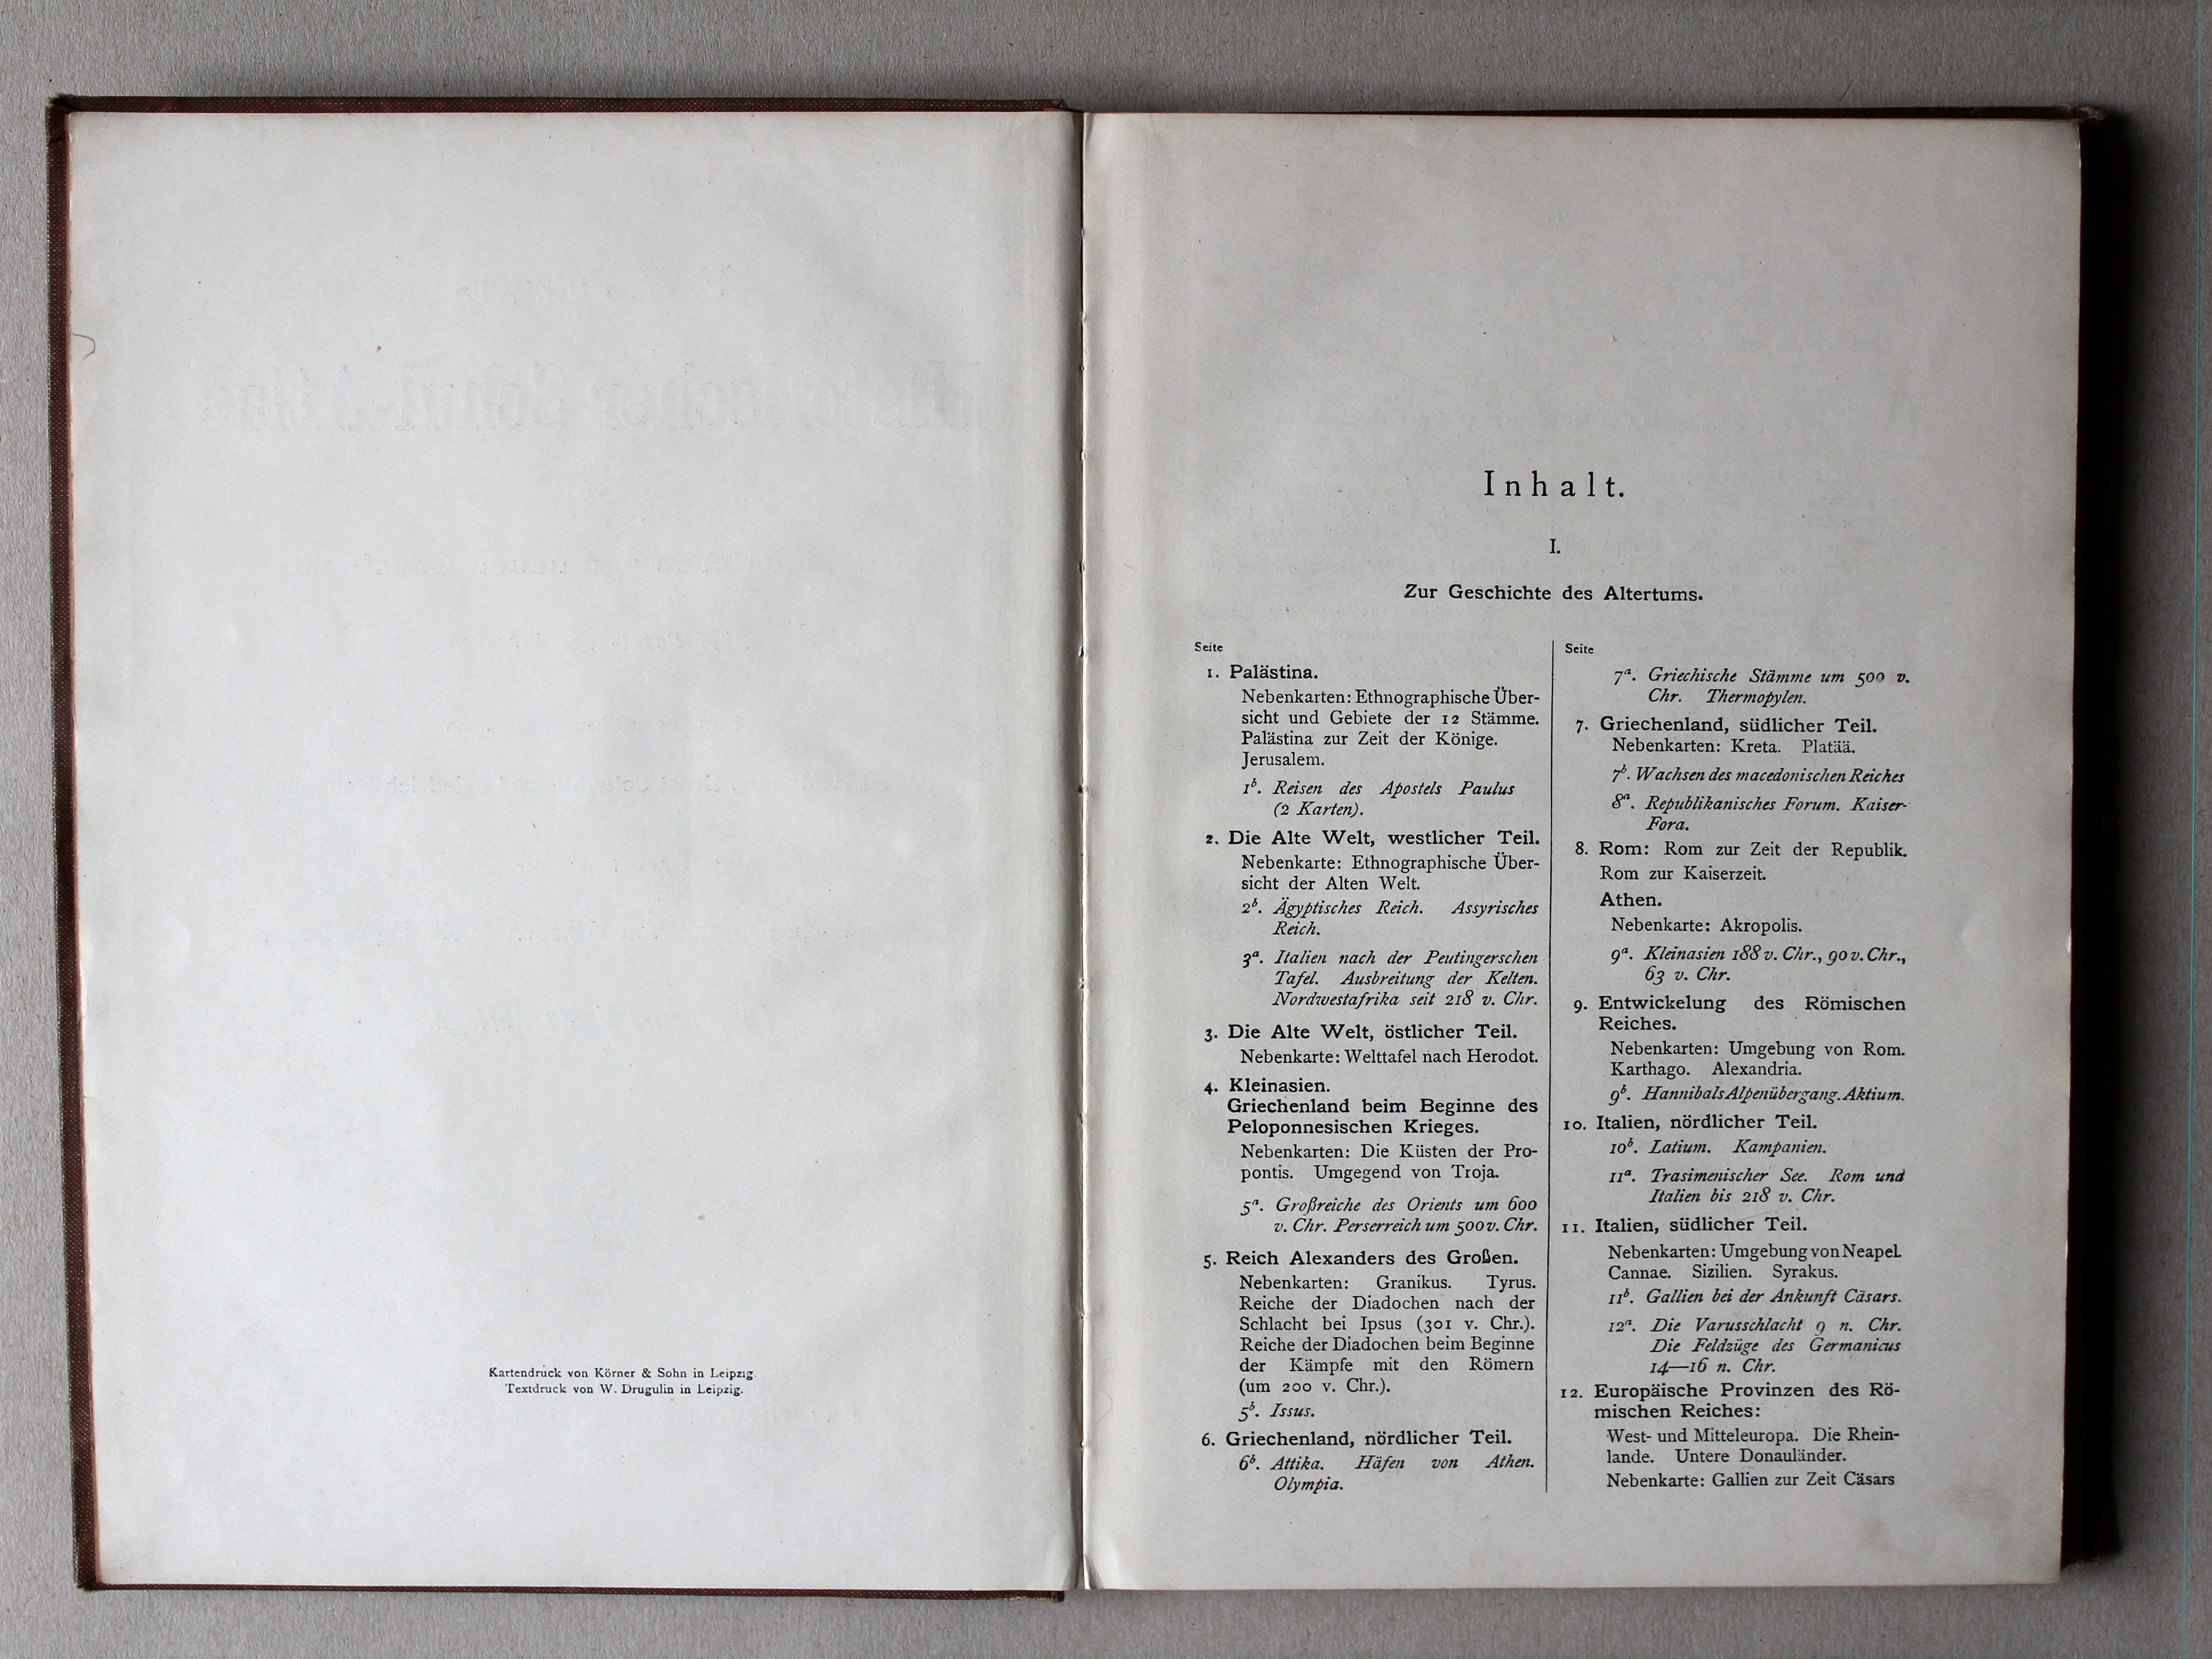 Kartendruck von Körner & Sohn in Leipzig.
Textdruck von W. Drugulin in Leipzig.
Inhalt.
I.
Zur Geschichte des Altertums.
Seite
1. Palästina.
Nebenkarten: Ethnographische Über-
sicht und Gebiete der 12 Stämme.
Palästina zur Zeit der Könige.
Jerusalem.
1b. Reisen des Apostels Paulus
(2 Karten).
2. Die Alte Welt, westlicher Teil.
Nebenkarte: Ethnographische Über-
sicht der Alten Welt.
2b. Ägyptisches Reich. Assyrisches
Reich.
3a. Italien nach der Peutingerschen
Tafel. Ausbreitung der Kelten.
Nordwestafrika seit 218 v. Chr.
3. Die Alte Welt, östlicher Teil.
Nebenkarte: Welttafel nach Herodot.
4. Kleinasien.
Griechenland beim Beginne des
Peloponnesischen Krieges.
Nebenkarten: Die Küsten der Pro-
pontis. Umgegend von Troja.
5a. Großreiche des Orients um 600
v. Chr. Perserreich um 500 v. Chr.
5. Reich Alexanders des Großen.
Nebenkarten: Granikus. Tyrus.
Reiche der Diadochen nach der
Schlacht bei Ipsus (301 v. Chr.).
Reiche der Diadochen beim Beginne
der Kämpfe mit den Römern
(um 200 v. Chr.).
5b. Issus.
6. Griechenland, nördlicher Teil.
6b. Attika. Häfen von Athen.
Olympia.
Seite
7a. Griechische Stämme um 500 v.
Chr. Thermopylen.
7. Griechenland, südlicher Teil.
Nebenkarten: Kreta. Platää.
7b. Wachsen des macedonischen Reiches
8a. Republikanisches Forum. Kaiser-
Fora.
8. Rom: Rom zur Zeit der Republik.
Rom zur Kaiserzeit.
Athen.
Nebenkarte: Akropolis.
9a. Kleinasien 188 v. Chr., 90 v. Chr.,
63 v. Chr.
9. Entwickelung des Römischen
Reiches.
Nebenkarten: Umgebung von Rom.
Karthago. Alexandria.
9b. Hannibals Alpenübergang. Aktium.
10. Italien, nördlicher Teil.
10b. Latium. Kampanien.
11a. Trasimenischer See. Rom und
Italien bis 218 v. Chr.
11. Italien, südlicher Teil.
Nebenkarten: Umgebung von Neapel.
Cannae. Sizilien. Syrakus.
11b. Gallien bei der Ankunft Cäsars.
12a. Die Varusschlacht 9 n. Chr.
Die Feldzüge des Germanicus
14—16 n. Chr.
12. Europäische Provinzen des Rö-
mischen Reiches:
West- und Mitteleuropa. Die Rhein-
lande. Untere Donauländer.
Nebenkarte: Gallien zur Zeit Cäsars